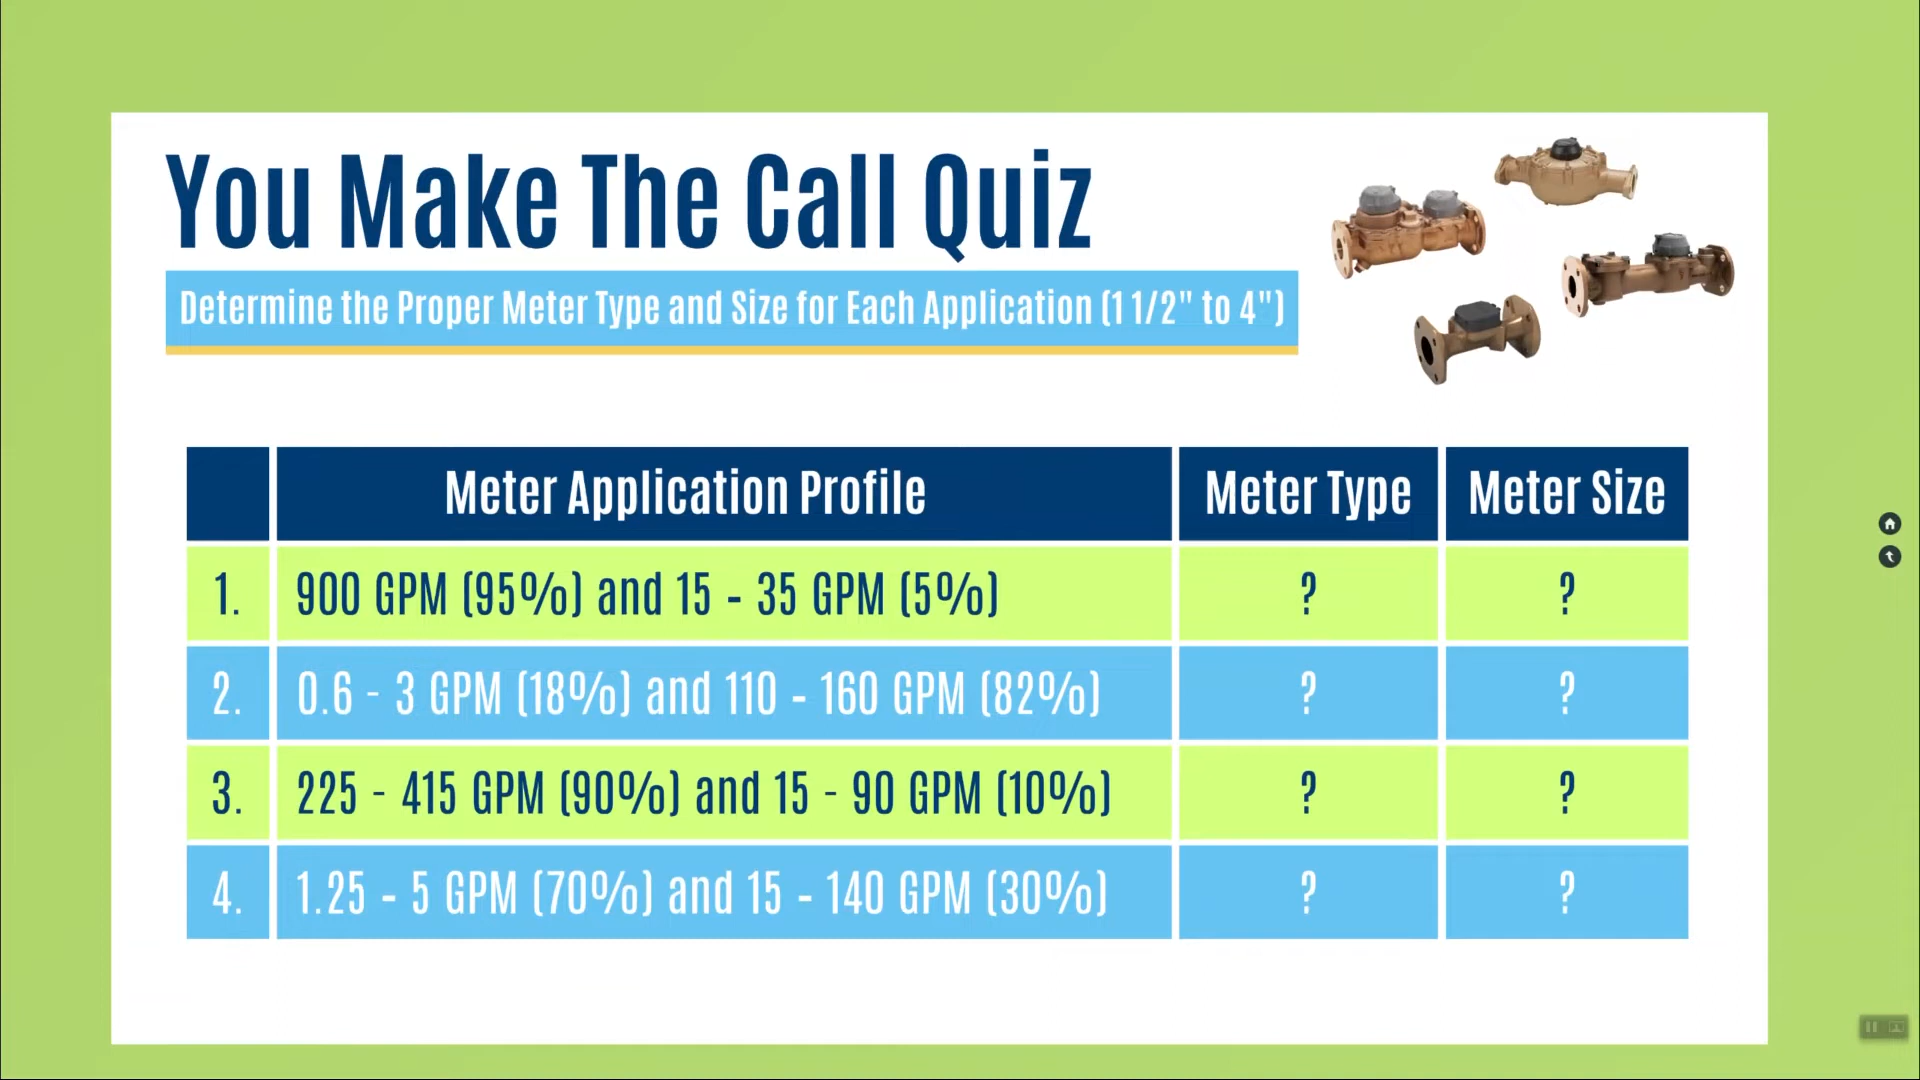 You Make The Call Quiz
Determine the Proper Meter Type and Size for Each Application (1 1/2" to 4")
Meter Application Profile Meter Type Meter Size
1. 900 GPM (95%) and 15 – 35 GPM (5%) ? ?
2. 0.6 - 3 GPM (18%) and 110 – 160 GPM (82%) ? ?
3. 225 - 415 GPM (90%) and 15 - 90 GPM (10%) ? ?
4. 1.25 – 5 GPM (70%) and 15 – 140 GPM (30%) ? ?